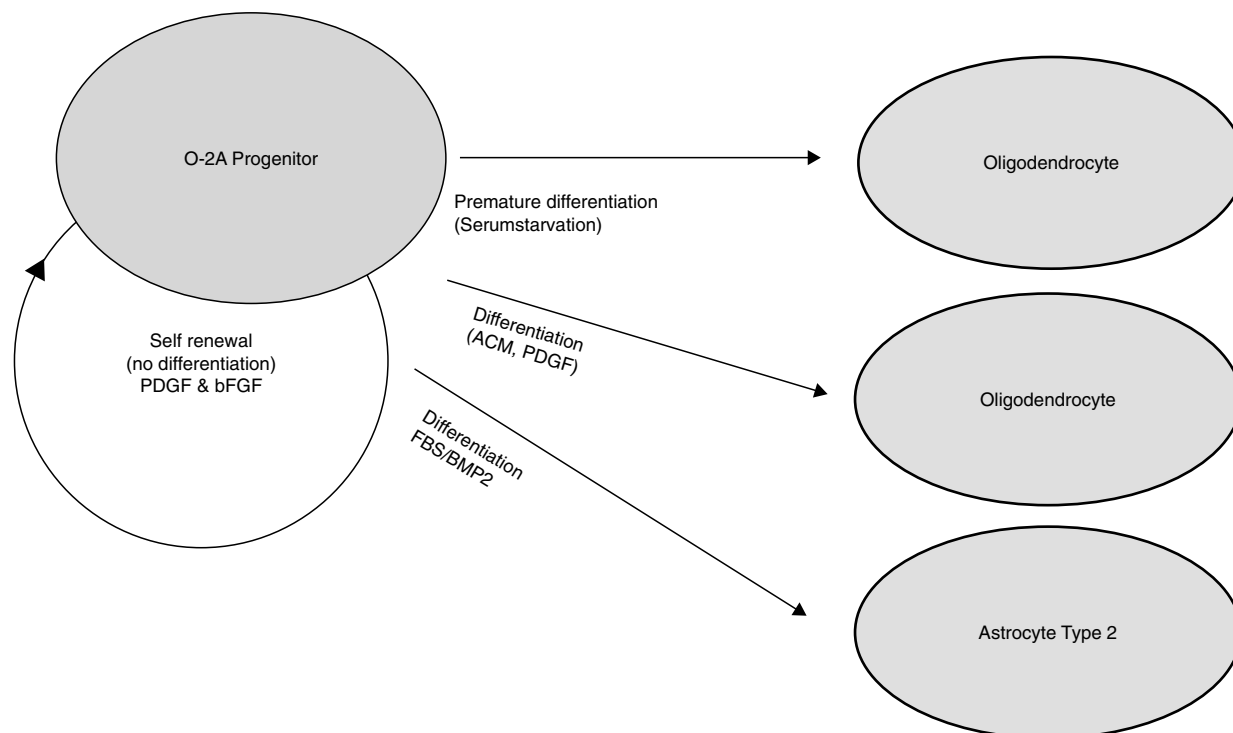 O-2A Progenitor
Oligodendrocyte
Premature differentiation
(Serumstarvation)
Differentiation
(ACM, PDGF)
Self renewal
(no differentiation)
PDGF & bFGF
Oligodendrocyte
Differentiation
FBS/BMP2
Astrocyte Type 2